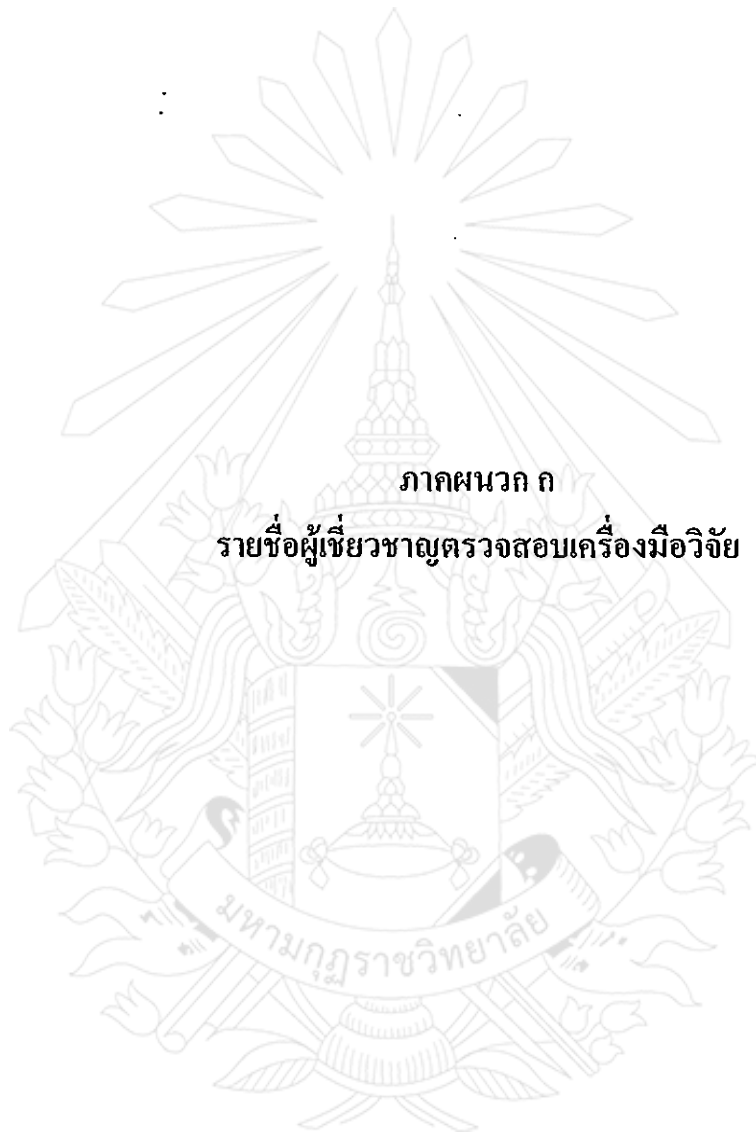 ภาคผนวก ค
รายชื่อผู้เชี่ยวชาญตรวจสอบเครื่องมือวิจัย
มหามกุฏราชวิทยาลัย